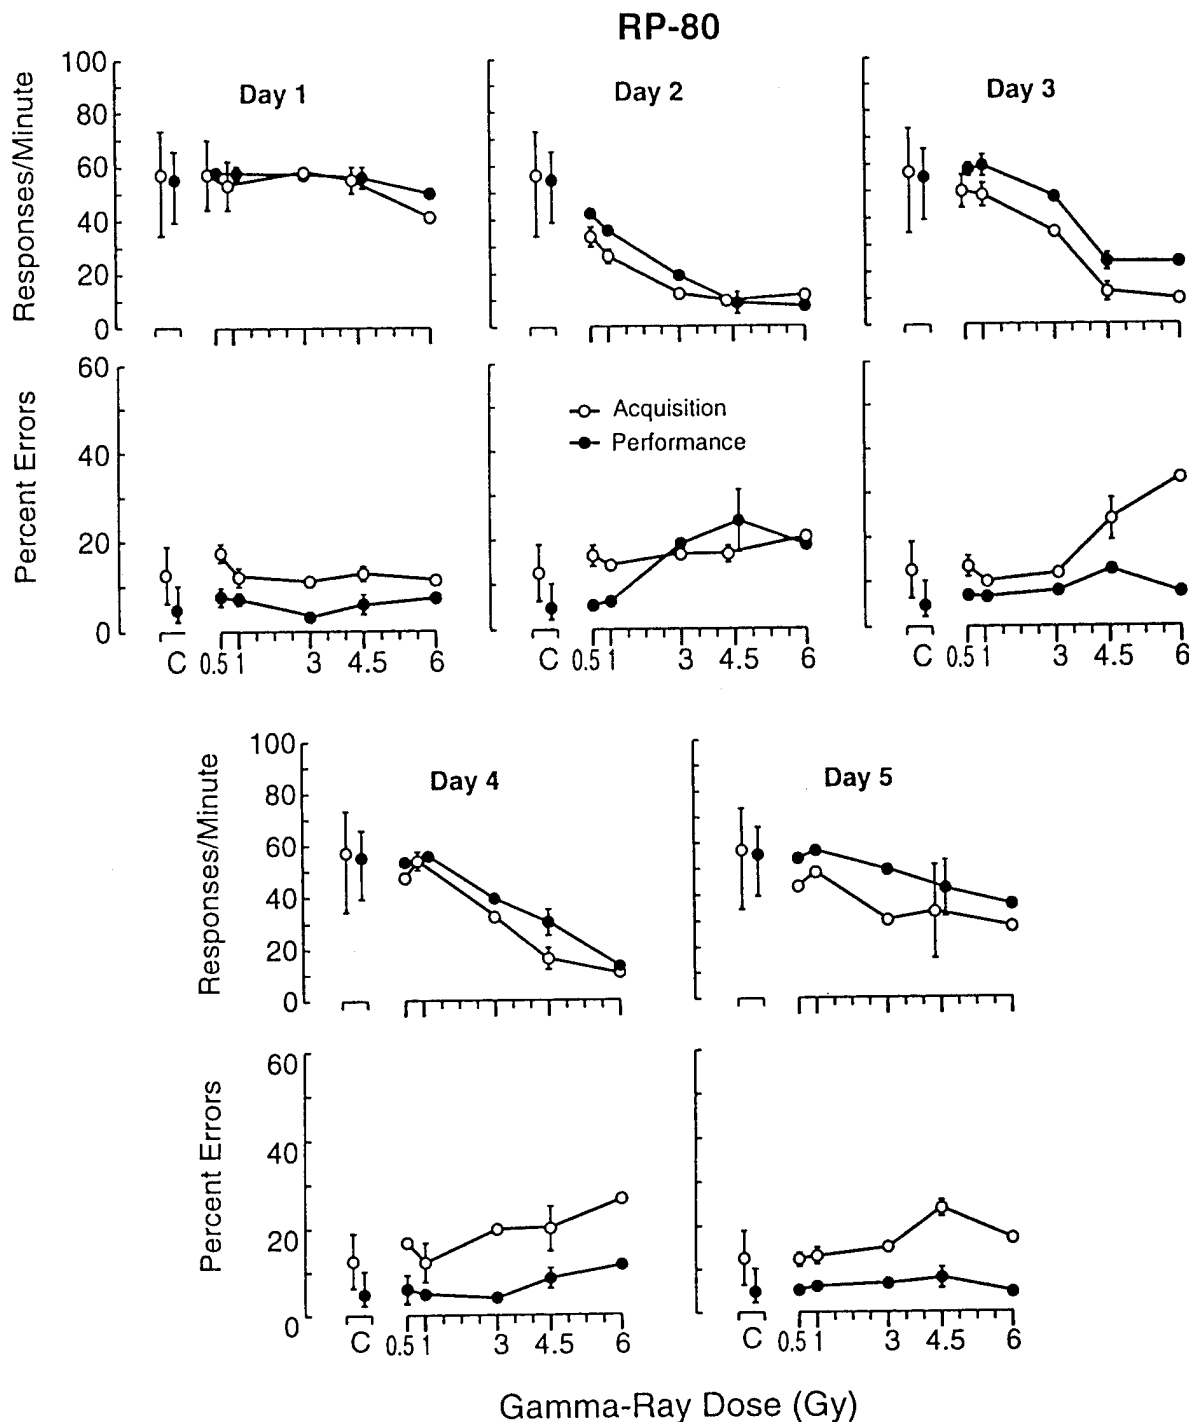 RP-80
Day 1
Day 2
Day 3
Responses/Minute
100
80
60
40
20
0
Percent Errors
60
40
20
0
Acquisition
Performance
C 0.5 1 3 4.5 6
C 0.5 1 3 4.5 6
C 0.5 1 3 4.5 6
Day 4
Day 5
Responses/Minute
100
80
60
40
20
0
Percent Errors
60
40
20
0
C 0.5 1 3 4.5 6
C 0.5 1 3 4.5 6
Gamma-Ray Dose (Gy)